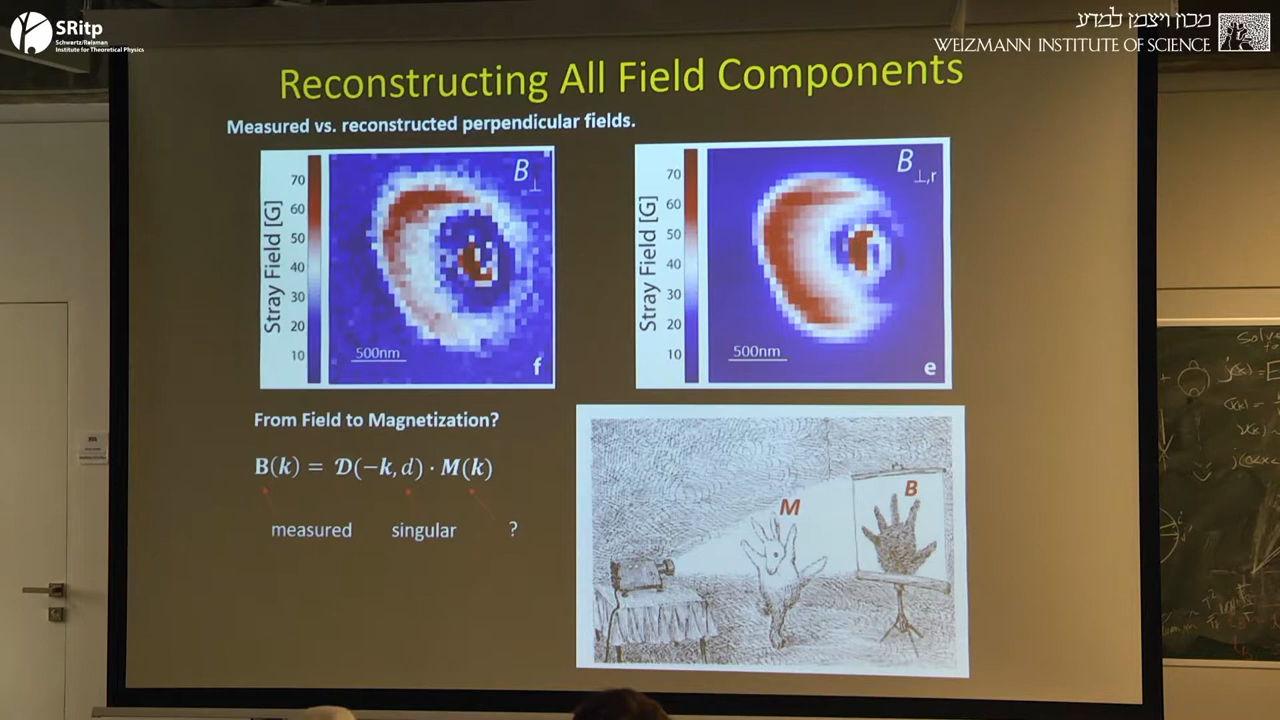 SRitp
Schwartz/Reisman
Institute for Theoretical Physics
מכון ויצמן למדע
WEIZMANN INSTITUTE OF SCIENCE
Reconstructing All Field Components
Measured vs. reconstructed perpendicular fields.
Stray Field [G]
70
60
50
40
30
20
10
B⊥
500nm
f
Stray Field [G]
70
60
50
40
30
20
10
B⊥,r
500nm
e
From Field to Magnetization?
B(k) = 𝒟(−k, d) · M(k)
measured singular ?
M
B